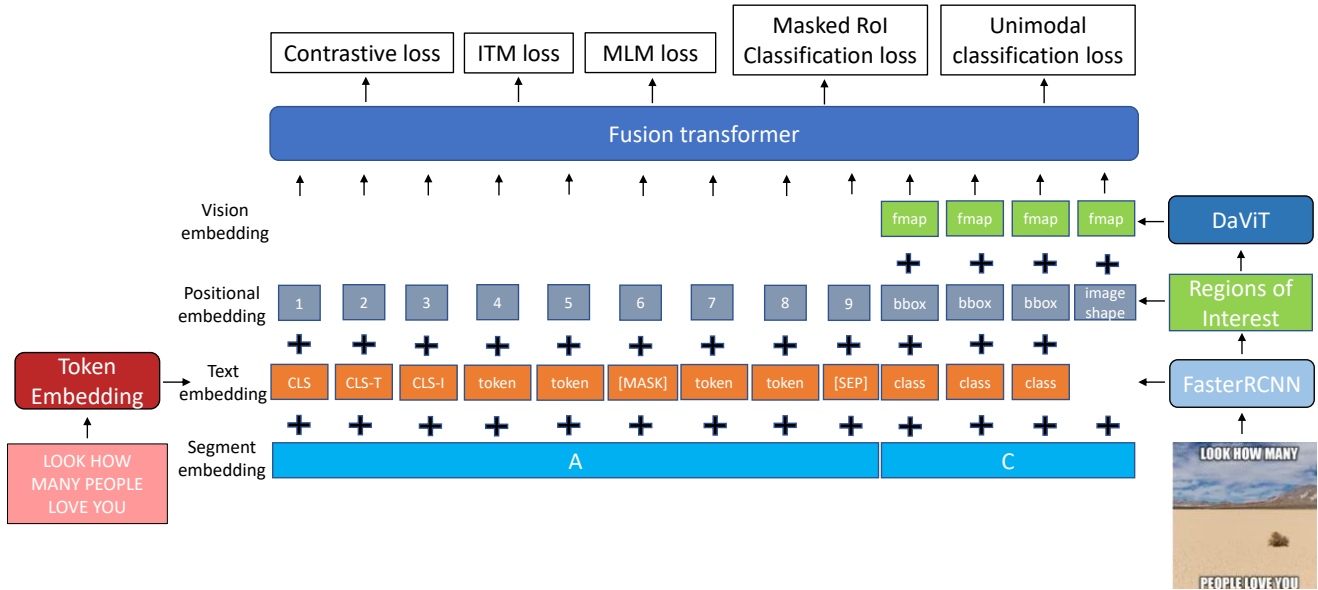 Contrastive loss
ITM loss
MLM loss
Masked RoI
Classification loss
Unimodal
classification loss
Fusion transformer
Vision
embedding
fmap fmap fmap fmap
DaViT
Positional
embedding
1 2 3 4 5 6 7 8 9 bbox bbox bbox image
shape
Regions of
Interest
Token
Embedding
Text
embedding
CLS CLS-T CLS-I token token [MASK] token token [SEP] class class class
FasterRCNN
Segment
embedding
A C
LOOK HOW
MANY PEOPLE
LOVE YOU
LOOK HOW MANY
PEOPLE LOVE YOU